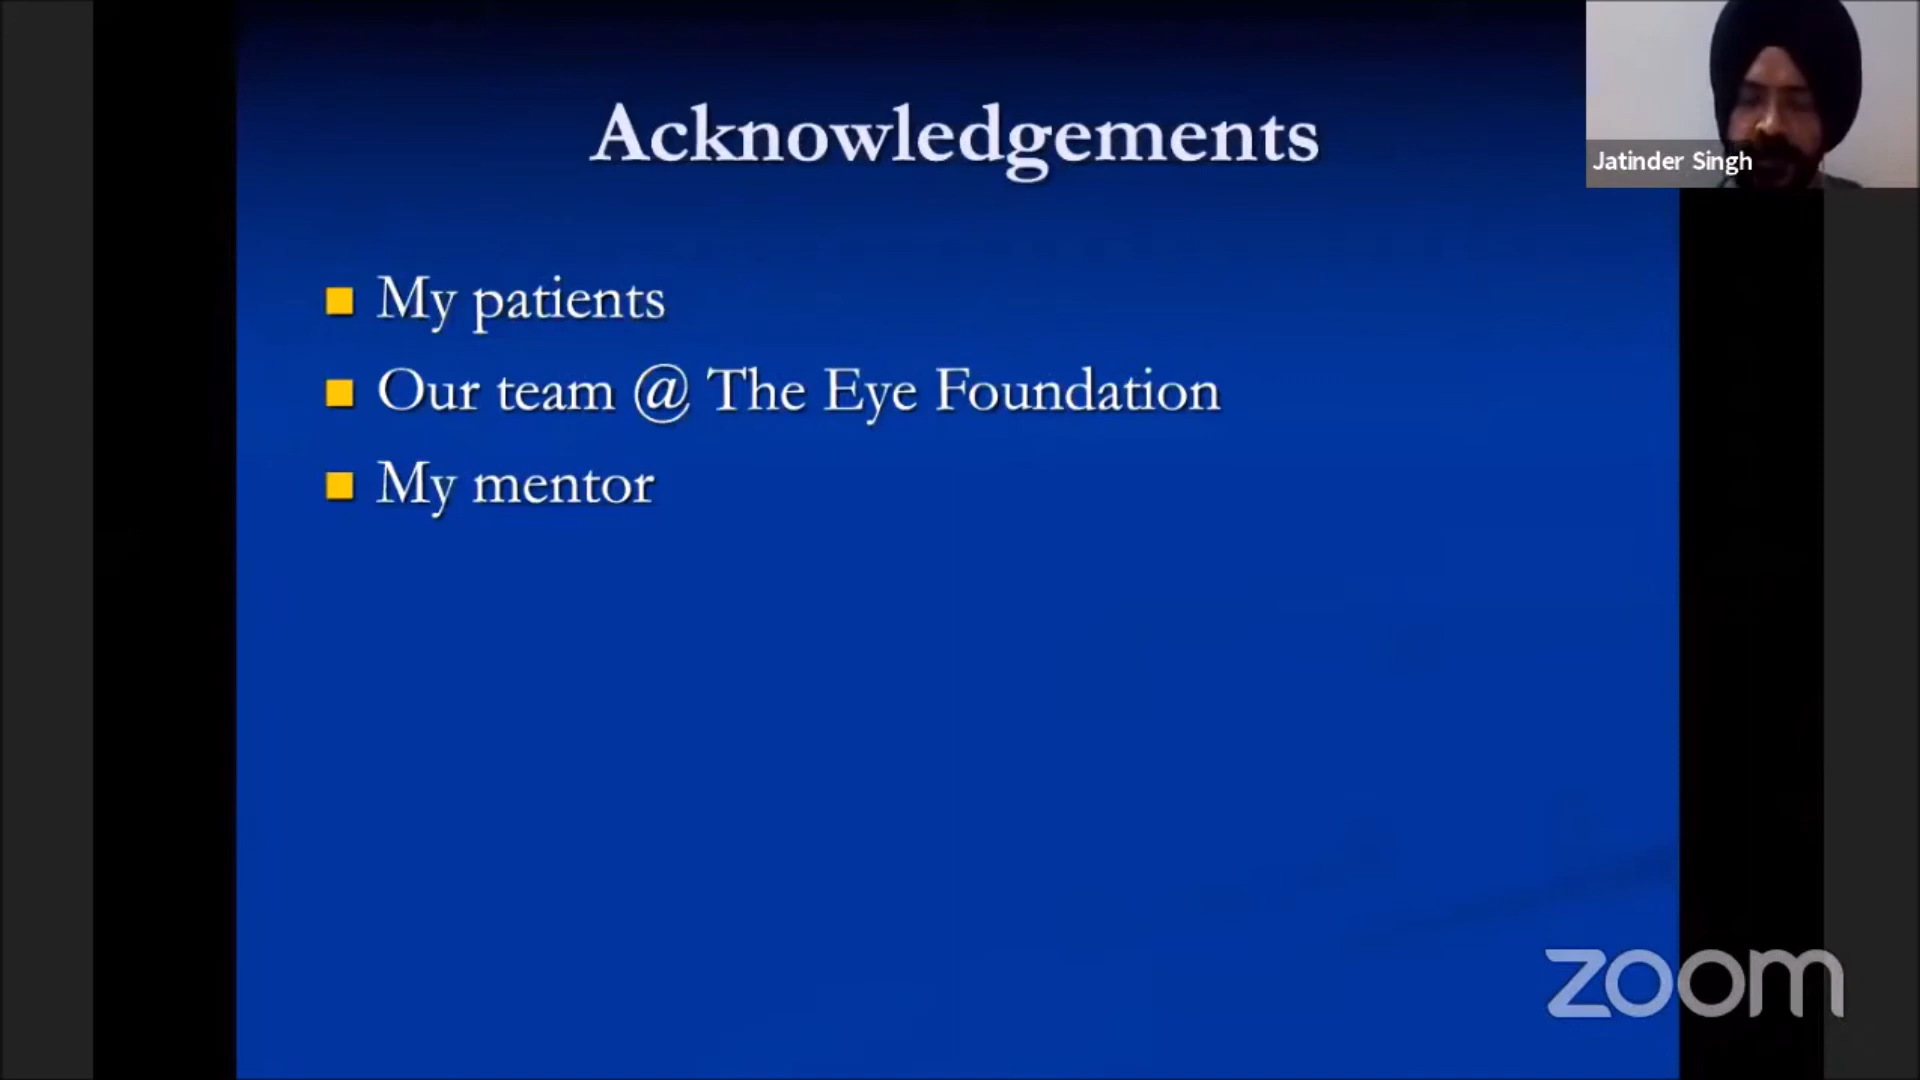 Acknowledgements
Jatinder Singh
My patients
Our team @ The Eye Foundation
My mentor
zoom